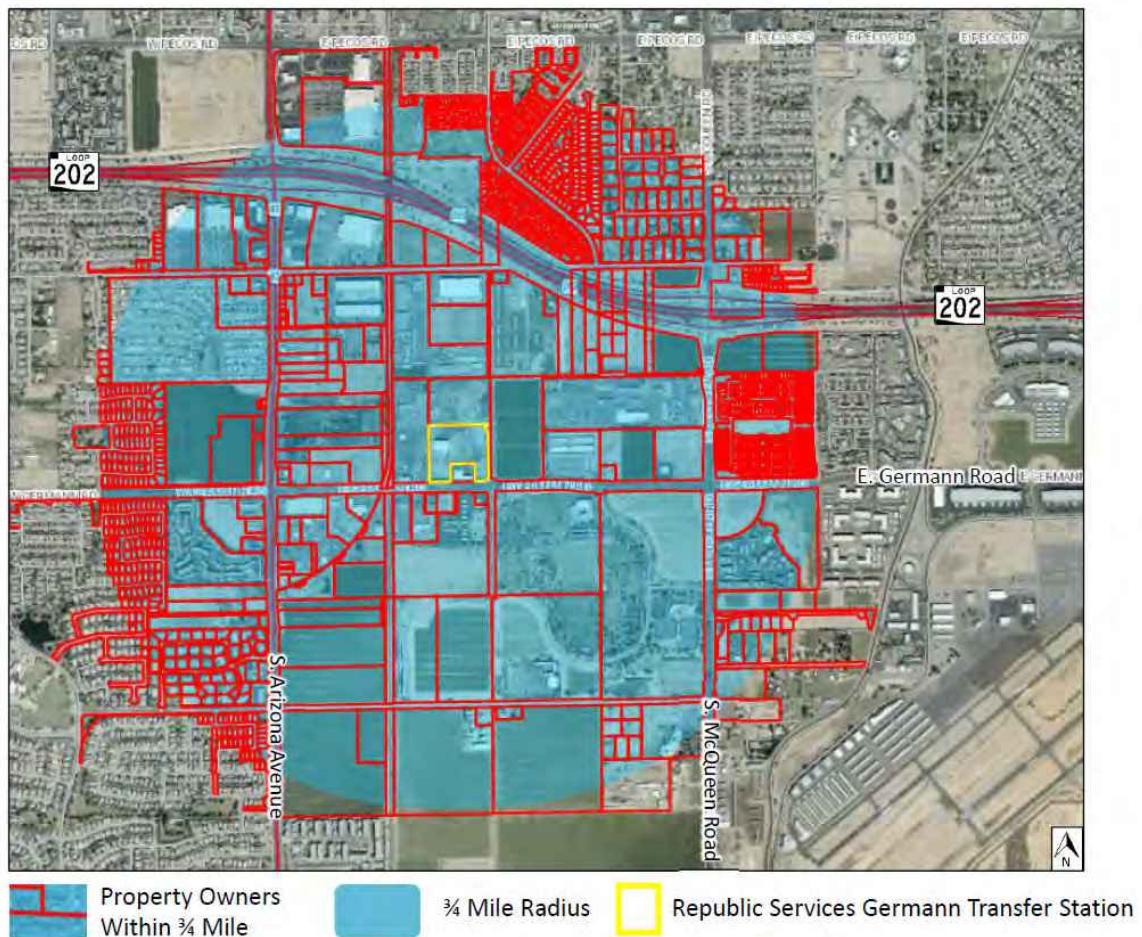 W. PECOS RD
E PECOS RD
E PECOS RD
E PECOS RD
E PECOS RD
E PECOS RD
LOOP
202
LOOP
202
E. Germann Road
E GERMANN
S. Arizona Avenue
S. McQueen Road
N
Property Owners
Within ¾ Mile
¾ Mile Radius
Republic Services Germann Transfer Station